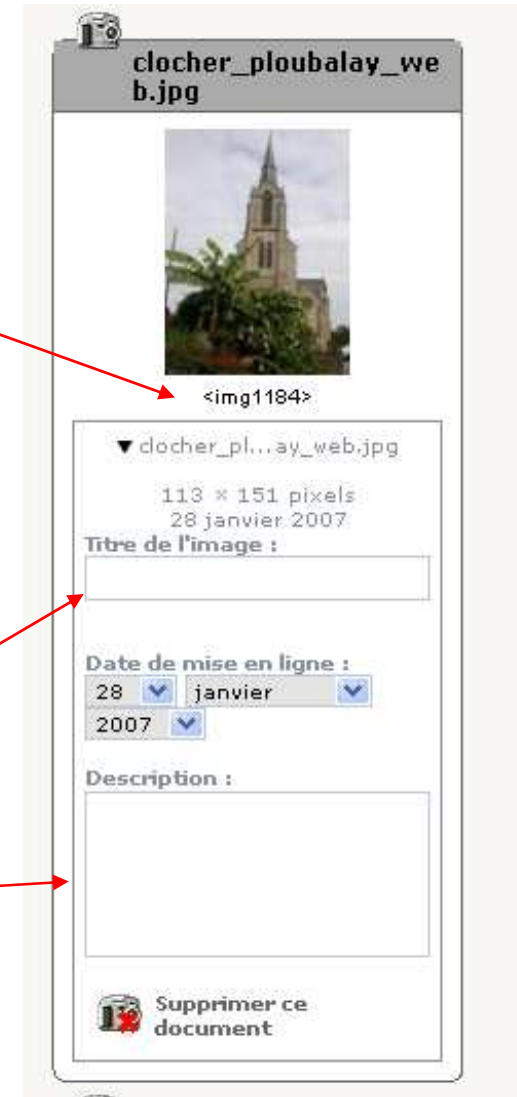 clocher_ploubalay_we
b.jpg
<img1184>
▼ clocher_pl...ay_web.jpg
113 × 151 pixels
28 janvier 2007
Titre de l'image :
Date de mise en ligne :
28 janvier
2007
Description :
Supprimer ce
document